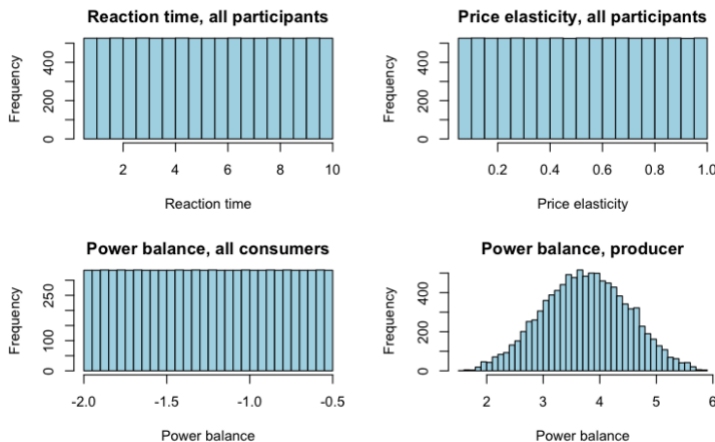 Reaction time, all participants
Frequency
0 200 400
2 4 6 8 10
Reaction time
Price elasticity, all participants
Frequency
0 200 400
0.2 0.4 0.6 0.8 1.0
Price elasticity
Power balance, all consumers
Frequency
0 100 250
-2.0 -1.5 -1.0 -0.5
Power balance
Power balance, producer
Frequency
0 200 400
2 3 4 5 6
Power balance